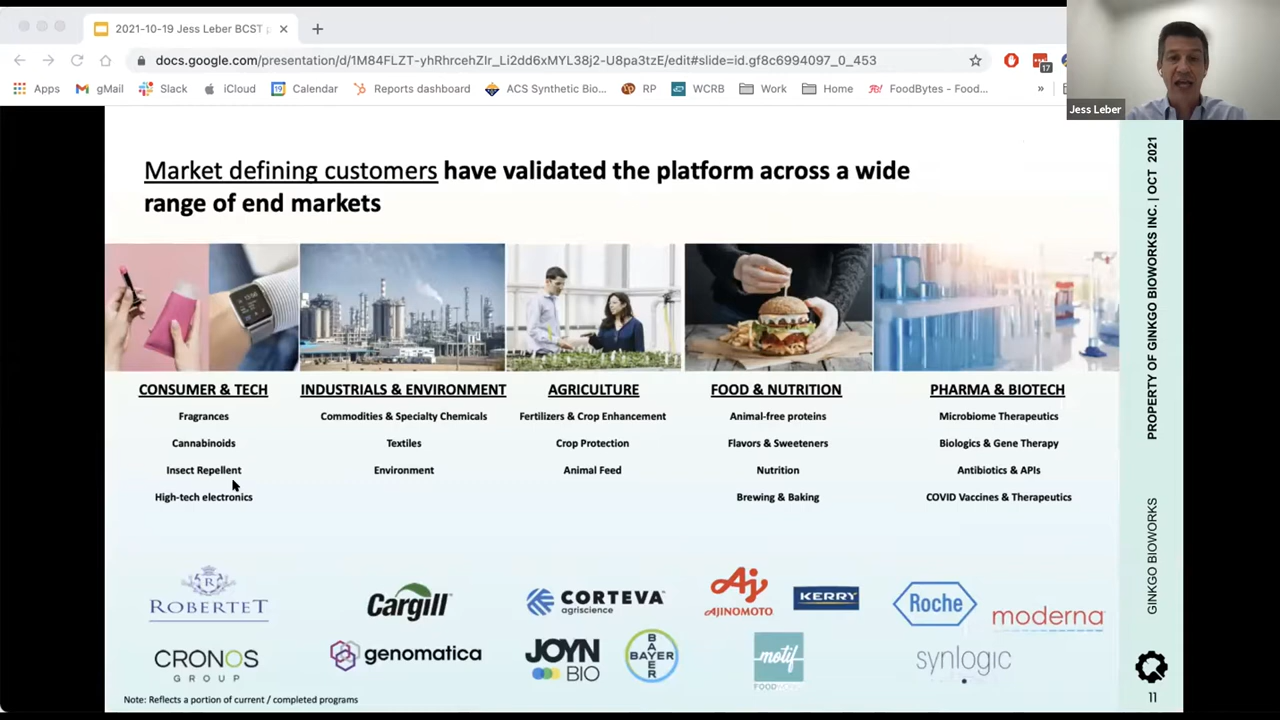 2021-10-19 Jess Leber BCST p
docs.google.com/presentation/d/1M84FLZT-yhRhrcehZIr_Li2dd6xMYL38j2-U8pa3tzE/edit#slide=id.gf8c6994097_0_453
17
Apps
gMail
Slack
iCloud
19
Calendar
Reports dashboard
ACS Synthetic Bio...
RP
WCRB
Work
Home
FoodBytes - Food...
»
Jess Leber
Market defining customers have validated the platform across a wide
range of end markets
CONSUMER & TECH
Fragrances
Cannabinoids
Insect Repellent
High-tech electronics
INDUSTRIALS & ENVIRONMENT
Commodities & Specialty Chemicals
Textiles
Environment
AGRICULTURE
Fertilizers & Crop Enhancement
Crop Protection
Animal Feed
FOOD & NUTRITION
Animal-free proteins
Flavors & Sweeteners
Nutrition
Brewing & Baking
PHARMA & BIOTECH
Microbiome Therapeutics
Biologics & Gene Therapy
Antibiotics & APIs
COVID Vaccines & Therapeutics
R
ROBERTET
CRONOS
GROUP
Cargill
genomatica
CORTEVA
agriscience
JOYN
BIO
BAYER
BAYER
Aj
AJINOMOTO
KERRY
motif
Roche
moderna
synlogic
Note: Reflects a portion of current / completed programs
PROPERTY OF GINKGO BIOWORKS INC. | OCT 2021
GINKGO BIOWORKS
11